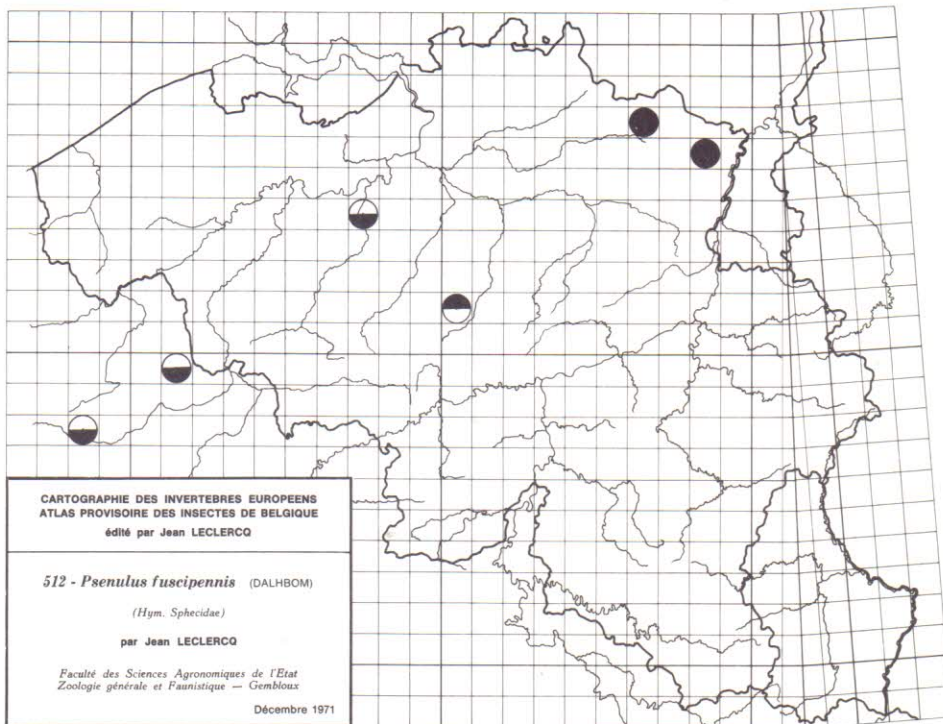 CARTOGRAPHIE DES INVERTEBRES EUROPEENS
ATLAS PROVISOIRE DES INSECTES DE BELGIQUE
édité par Jean LECLERCQ
512 - Psenulus fuscipennis (DALHBOM)
(Hym. Sphecidae)
par Jean LECLERCQ
Faculté des Sciences Agronomiques de l'Etat
Zoologie générale et Faunistique — Gembloux
Décembre 1971